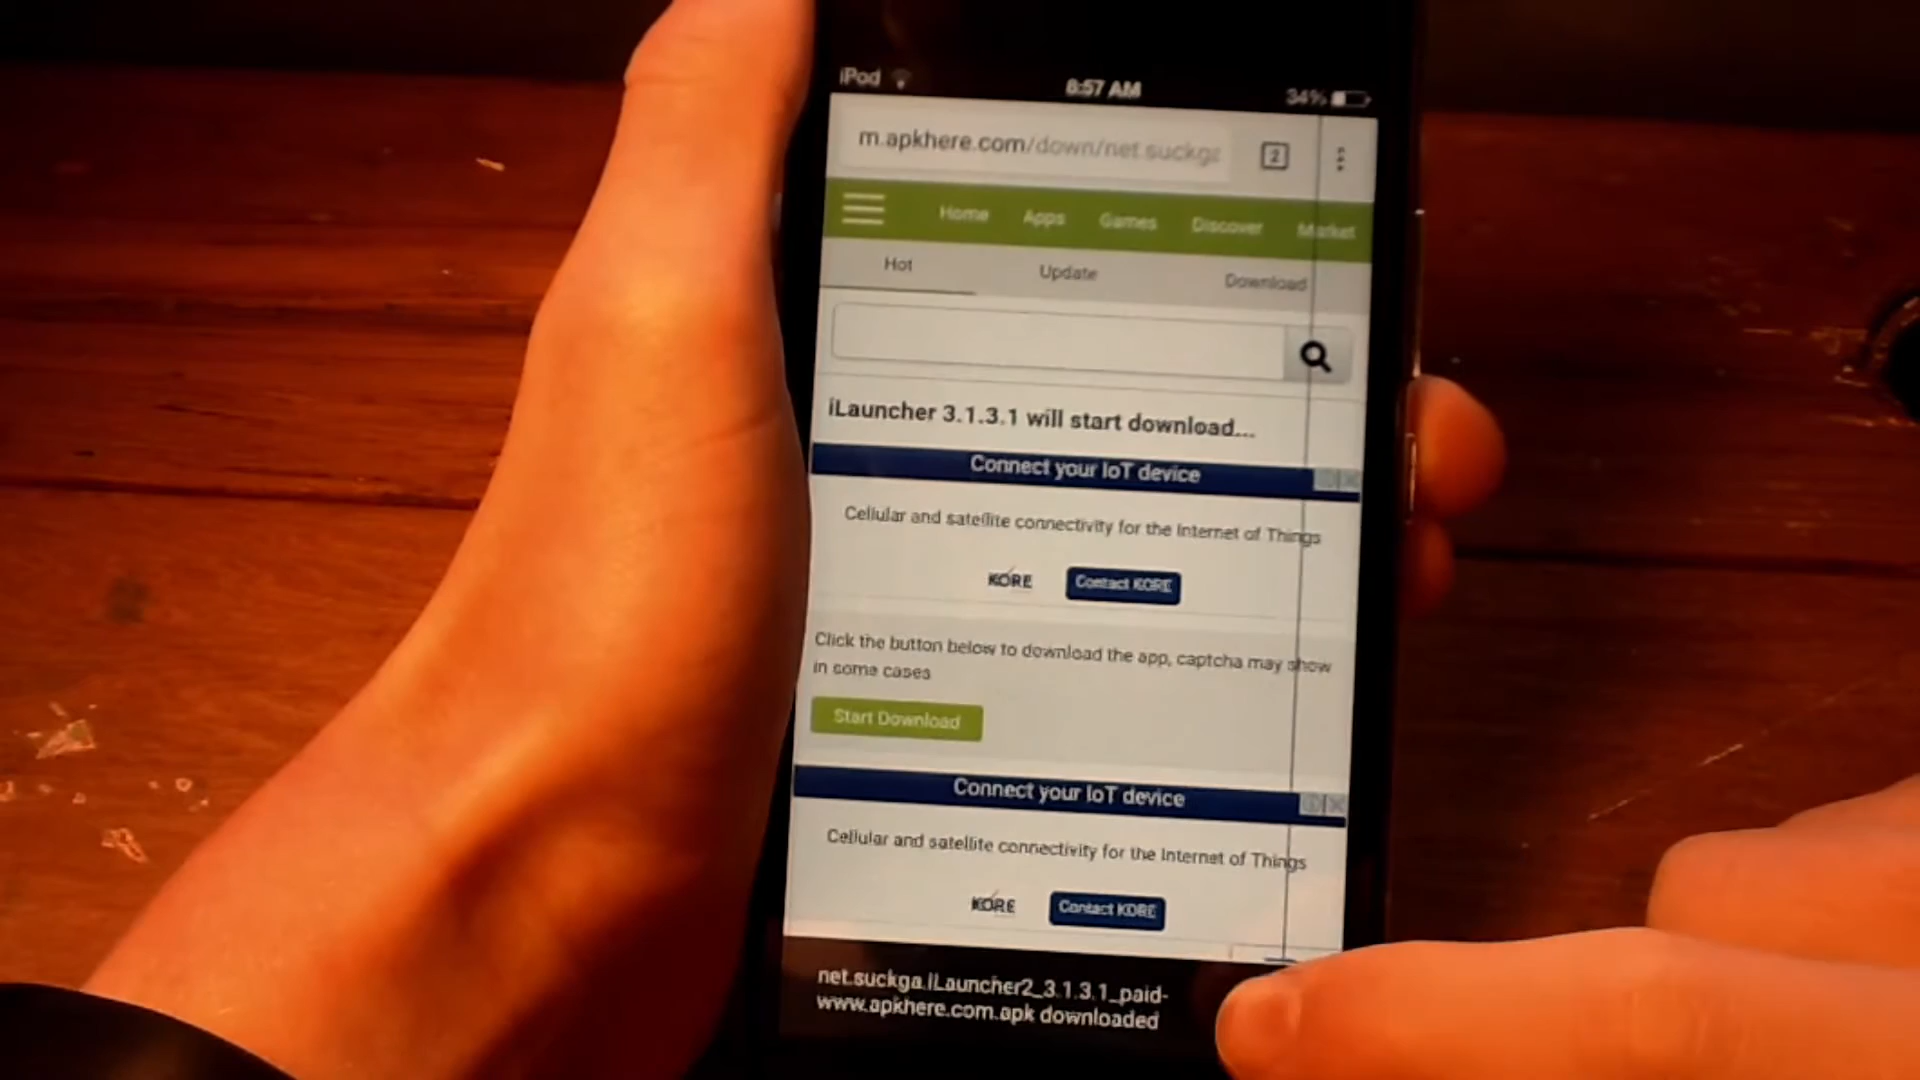 iPod 8:57 AM 34%
m.apkhere.com/down/net.suckga
2
Home Apps Games Discover Market
Hot Update Download
iLauncher 3.1.3.1 will start download...
Connect your IoT device
Cellular and satellite connectivity for the Internet of Things
KORE Contact KORE
Click the button below to download the app, captcha may show
in some cases
Start Download
Connect your IoT device
Cellular and satellite connectivity for the Internet of Things
KORE Contact KORE
net.suckga.iLauncher2_3.1.3.1_paid-
www.apkhere.com.apk downloaded